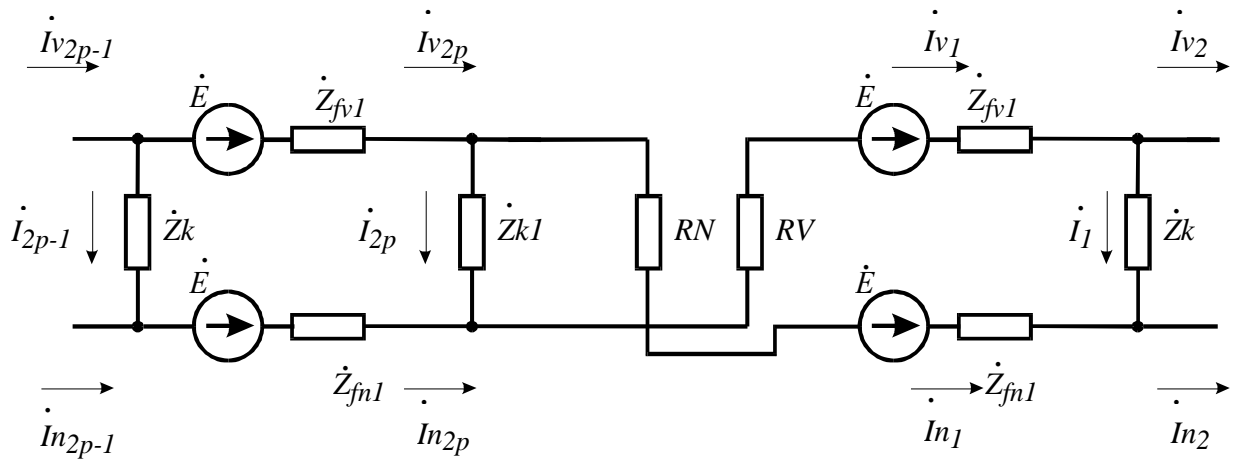 İv2p-1 İv2p İv1 İv2
Ė Żfv1 Ė Żfv1
İ2p-1 Żk İ2p Żk1 RN RV İ1 Żk
Ė Ė
Żfn1 Żfn1
İn2p-1 İn2p İn1 İn2